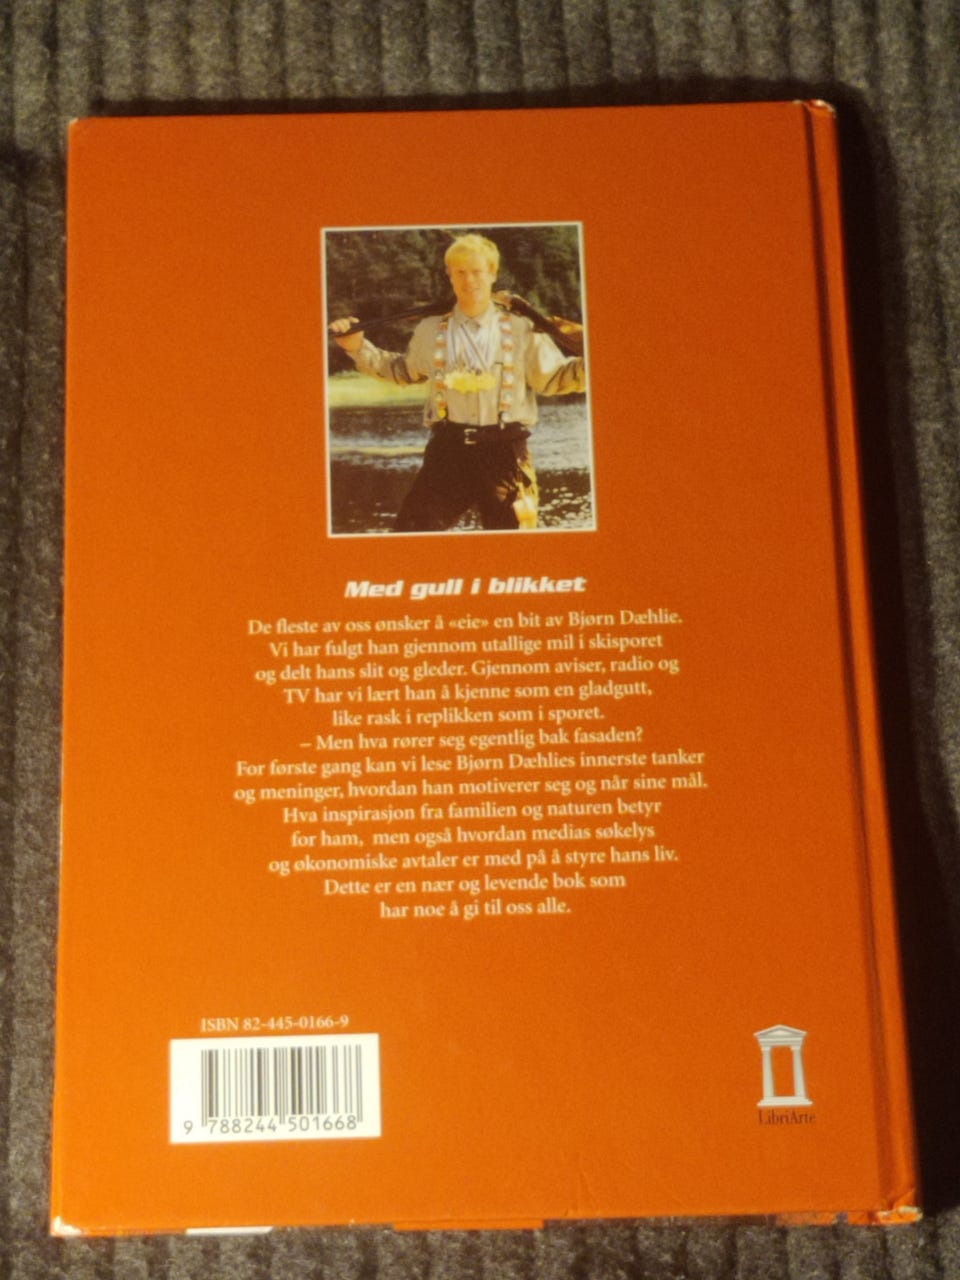 Med gull i blikket
De fleste av oss ønsker å «eie» en bit av Bjørn Dæhlie.
Vi har fulgt han gjennom utallige mil i skisporet
og delt hans slit og gleder. Gjennom aviser, radio og
TV har vi lært han å kjenne som en gladgutt,
like rask i replikken som i sporet.
– Men hva rører seg egentlig bak fasaden?
For første gang kan vi lese Bjørn Dæhlies innerste tanker
og meninger, hvordan han motiverer seg og når sine mål.
Hva inspirasjon fra familien og naturen betyr
for ham, men også hvordan medias søkelys
og økonomiske avtaler er med på å styre hans liv.
Dette er en nær og levende bok som
har noe å gi til oss alle.
ISBN 82-445-0166-9
9 788244 501668
LibriArte